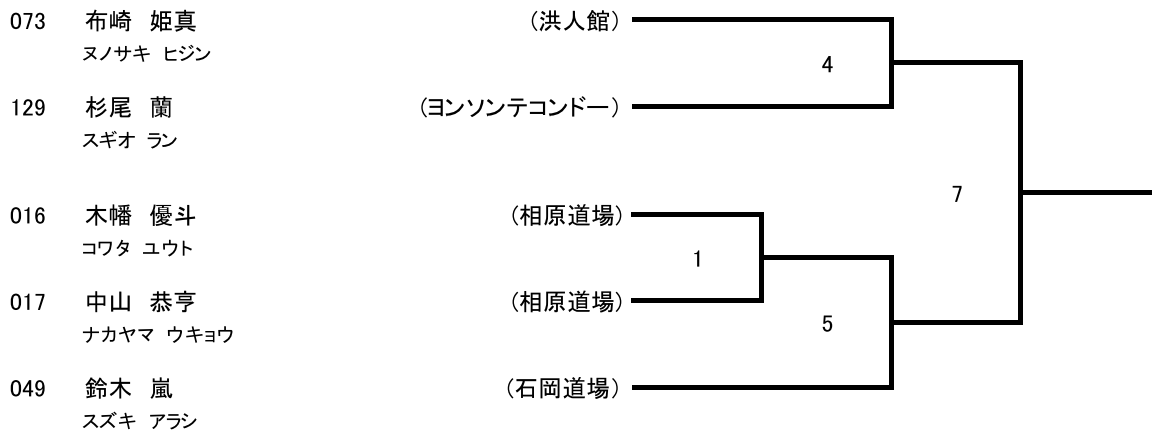 073 布崎 姫真 (洪人館)
ヌノサキ ヒジン
4
129 杉尾 蘭 (ヨンソンテコンドー)
スギオ ラン
7
016 木幡 優斗 (相原道場)
コワタ ユウト
1
017 中山 恭亨 (相原道場)
ナカヤマ ウキョウ
5
049 鈴木 嵐 (石岡道場)
スズキ アラシ